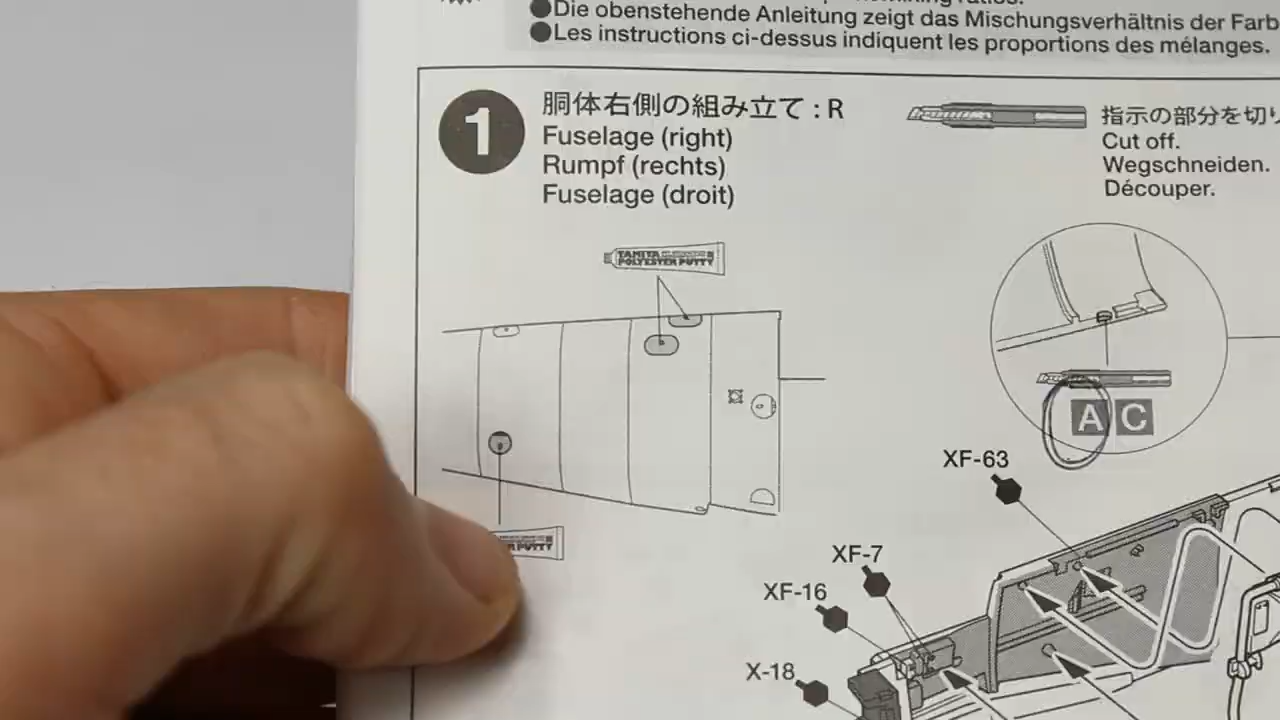 ●Die obenstehende Anleitung zeigt das Mischungsverhältnis der Farb
●Les instructions ci-dessus indiquent les proportions des mélanges.
1
胴体右側の組み立て : R
Fuselage (right)
Rumpf (rechts)
Fuselage (droit)
指示の部分を切り
Cut off.
Wegschneiden.
Découper.
TAMIYA
POLYESTER PUTTY
A C
XF-63
PUTTY
XF-7
XF-16
X-18